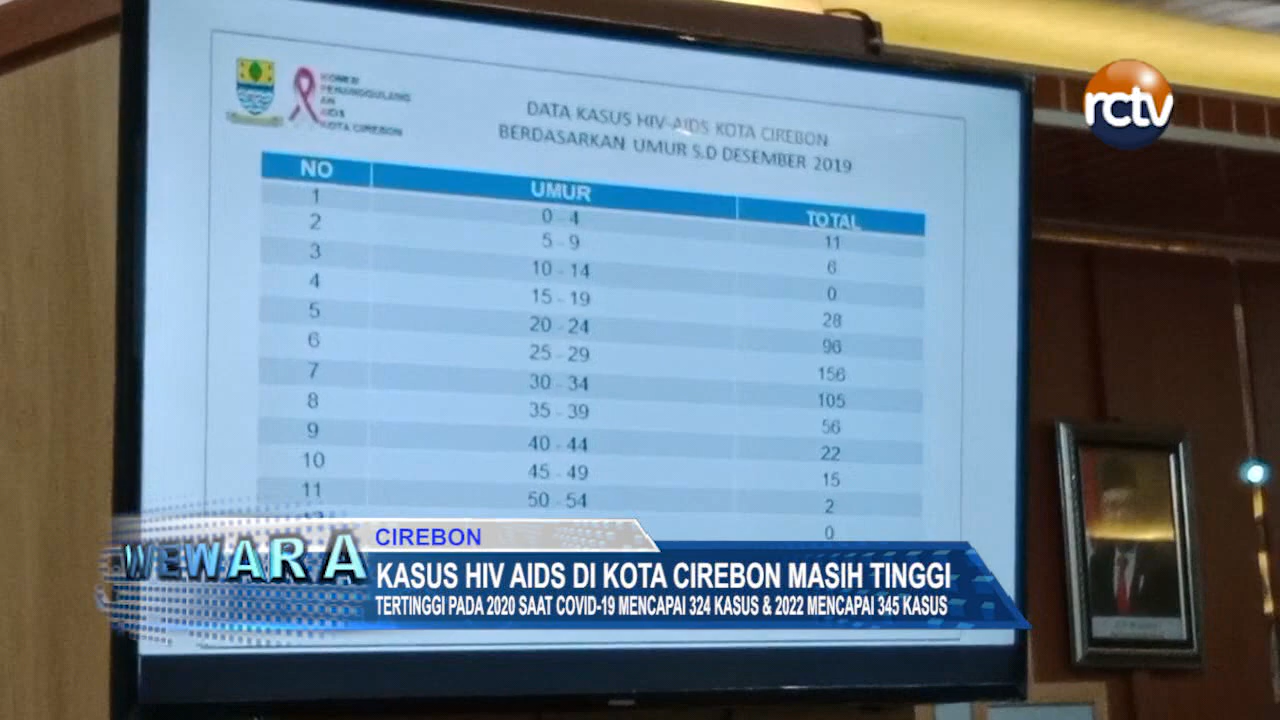 rctv
KOMISI
PENANGGULANG
AN
AIDS
KOTA CIREBON
DATA KASUS HIV-AIDS KOTA CIREBON
BERDASARKAN UMUR S.D DESEMBER 2019
NO UMUR TOTAL
1 0 - 4 11
2 5 - 9 6
3 10 - 14 0
4 15 - 19 28
5 20 - 24 96
6 25 - 29 156
7 30 - 34 105
8 35 - 39 56
9 40 - 44 22
10 45 - 49 15
11 50 - 54 2
0
WEWARA
CIREBON
KASUS HIV AIDS DI KOTA CIREBON MASIH TINGGI
TERTINGGI PADA 2020 SAAT COVID-19 MENCAPAI 324 KASUS & 2022 MENCAPAI 345 KASUS